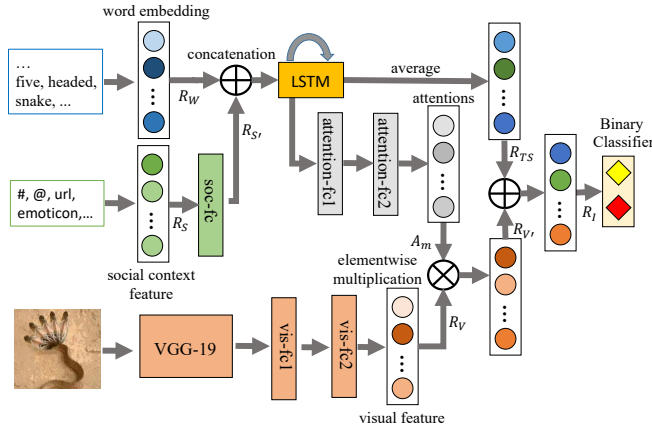 word embedding
…
five, headed,
snake, ...
R_W
concatenation
LSTM
average
R_S'
attentions
attention-fc1
attention-fc2
Binary
Classifier
R_TS
#, @, url,
emoticon,...
R_S
soc-fc
social context
feature
A_m
elementwise
multiplication
R_V'
R_I
VGG-19
vis-fc1
vis-fc2
R_V
visual feature